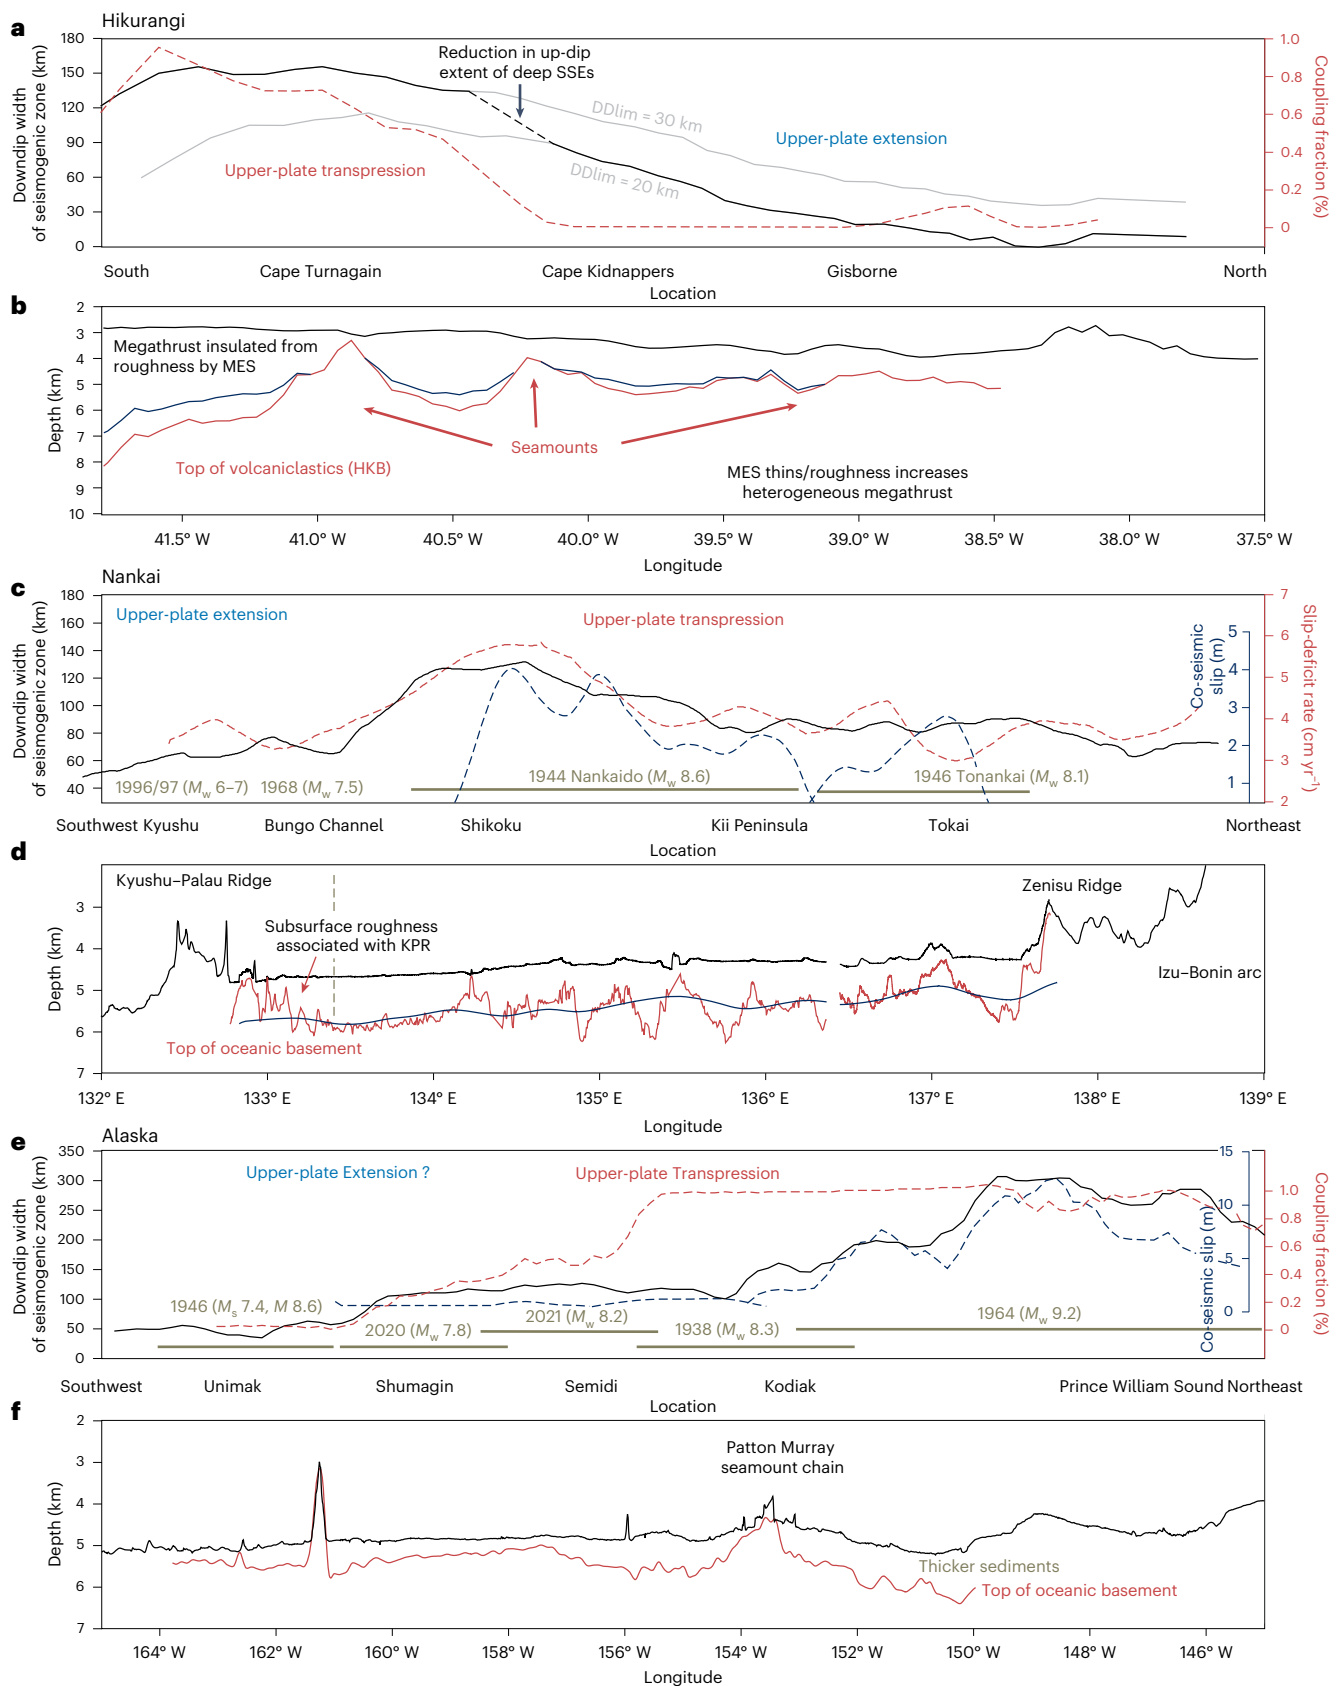 a
Hikurangi
Downdip width
of seismogenic zone (km)
180
150
120
90
60
30
0
Reduction in up-dip
extent of deep SSEs
DDlim = 30 km
Upper-plate extension
Upper-plate transpression
DDlim = 20 km
1.0
0.8
0.6
0.4
0.2
0
Coupling fraction (%)
South
Cape Turnagain
Cape Kidnappers
Gisborne
North
Location
b
Depth (km)
2
3
4
5
6
7
8
9
10
Megathrust insulated from
roughness by MES
Seamounts
Top of volcaniclastics (HKB)
MES thins/roughness increases
heterogeneous megathrust
41.5° W
41.0° W
40.5° W
40.0° W
39.5° W
39.0° W
38.5° W
38.0° W
37.5° W
Longitude
c
Nankai
Downdip width
of seismogenic zone (km)
180
160
140
120
100
80
60
40
Upper-plate extension
Upper-plate transpression
Co-seismic
slip (m)
5
4
3
2
1
7
6
5
4
3
2
Slip-deficit rate (cm yr⁻¹)
1996/97 (Mw 6–7)
1968 (Mw 7.5)
1944 Nankaido (Mw 8.6)
1946 Tonankai (Mw 8.1)
Southwest Kyushu
Bungo Channel
Shikoku
Kii Peninsula
Tokai
Northeast
Location
d
Depth (km)
3
4
5
6
7
Kyushu–Palau Ridge
Subsurface roughness
associated with KPR
Zenisu Ridge
Izu–Bonin arc
Top of oceanic basement
132° E
133° E
134° E
135° E
136° E
137° E
138° E
139° E
Longitude
e
Alaska
Downdip width
of seismogenic zone (km)
350
300
250
200
150
100
50
0
Upper-plate Extension ?
Upper-plate Transpression
15
10
5
0
Co-seismic slip (m)
1.0
0.8
0.6
0.4
0.2
0
Coupling fraction (%)
1946 (Ms 7.4, M 8.6)
2020 (Mw 7.8)
2021 (Mw 8.2)
1938 (Mw 8.3)
1964 (Mw 9.2)
Southwest
Unimak
Shumagin
Semidi
Kodiak
Prince William Sound
Northeast
Location
f
Depth (km)
2
3
4
5
6
7
Patton Murray
seamount chain
Thicker sediments
Top of oceanic basement
164° W
162° W
160° W
158° W
156° W
154° W
152° W
150° W
148° W
146° W
Longitude